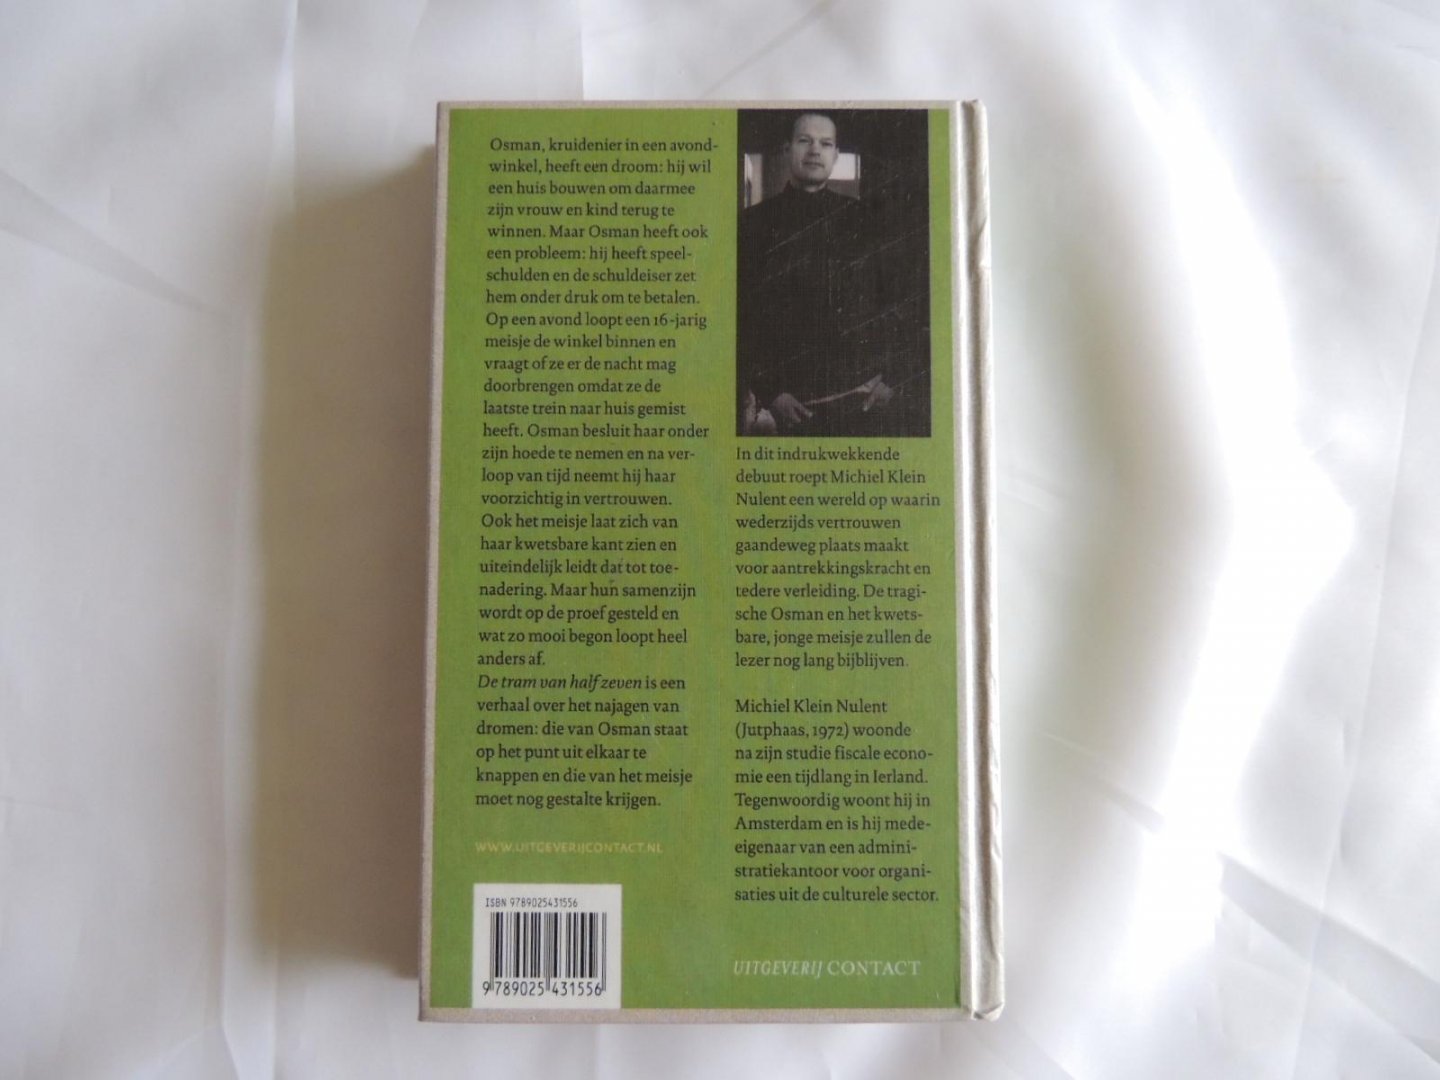 Osman, kruidenier in een avond-
winkel, heeft een droom: hij wil
een huis bouwen om daarmee
zijn vrouw en kind terug te
winnen. Maar Osman heeft ook
een probleem: hij heeft speel-
schulden en de schuldeiser zet
hem onder druk om te betalen.
Op een avond loopt een 16-jarig
meisje de winkel binnen en
vraagt of ze er de nacht mag
doorbrengen omdat ze de
laatste trein naar huis gemist
heeft. Osman besluit haar onder
zijn hoede te nemen en na ver-
loop van tijd neemt hij haar
voorzichtig in vertrouwen.
Ook het meisje laat zich van
haar kwetsbare kant zien en
uiteindelijk leidt dat tot toe-
nadering. Maar hun samenzijn
wordt op de proef gesteld en
wat zo mooi begon loopt heel
anders af.
De tram van half zeven is een
verhaal over het najagen van
dromen: die van Osman staat
op het punt uit elkaar te
knappen en die van het meisje
moet nog gestalte krijgen.
WWW.UITGEVERIJCONTACT.NL
ISBN 9789025431556
9 789025 431556
In dit indrukwekkende
debuut roept Michiel Klein
Nulent een wereld op waarin
wederzijds vertrouwen
gaandeweg plaats maakt
voor aantrekkingskracht en
tedere verleiding. De tragi-
sche Osman en het kwets-
bare, jonge meisje zullen de
lezer nog lang bijblijven.
Michiel Klein Nulent
(Jutphaas, 1972) woonde
na zijn studie fiscale econo-
mie een tijdlang in Ierland.
Tegenwoordig woont hij in
Amsterdam en is hij mede-
eigenaar van een admini-
stratiekantoor voor organi-
saties uit de culturele sector.
UITGEVERIJ CONTACT